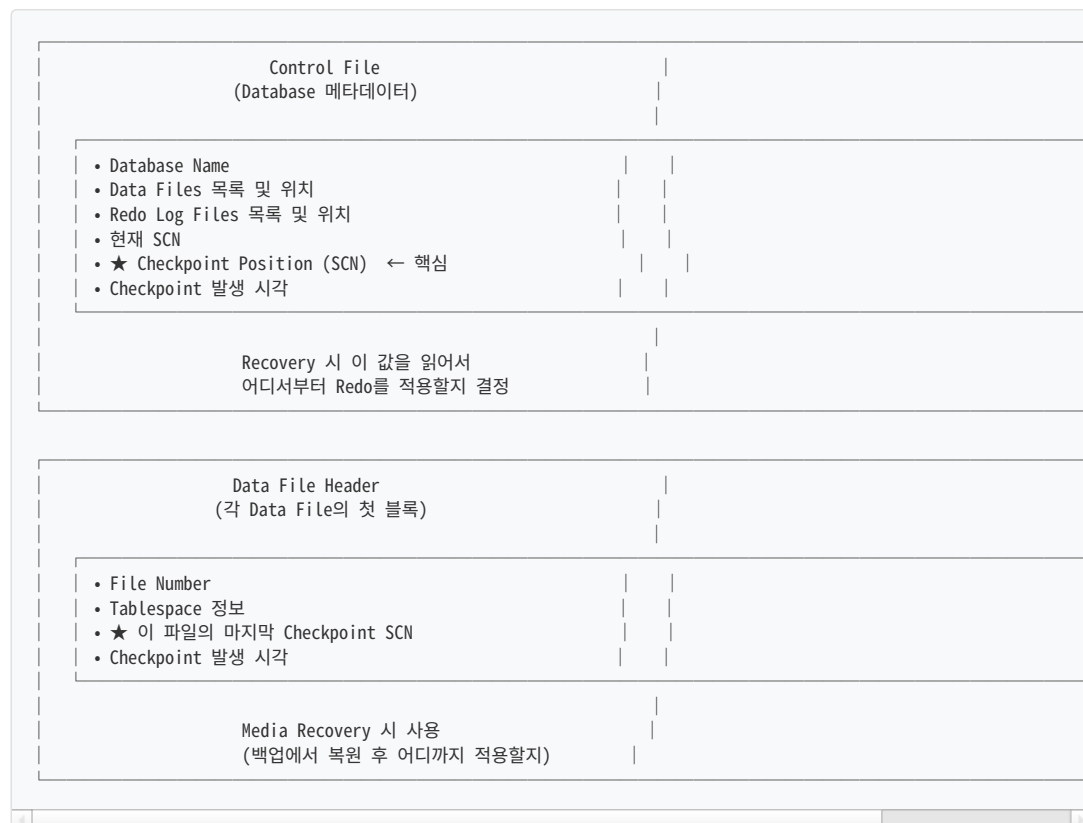 Control File
(Database 메타데이터)
• Database Name
• Data Files 목록 및 위치
• Redo Log Files 목록 및 위치
• 현재 SCN
• ★ Checkpoint Position (SCN) ← 핵심
• Checkpoint 발생 시각
Recovery 시 이 값을 읽어서
어디서부터 Redo를 적용할지 결정
Data File Header
(각 Data File의 첫 블록)
• File Number
• Tablespace 정보
• ★ 이 파일의 마지막 Checkpoint SCN
• Checkpoint 발생 시각
Media Recovery 시 사용
(백업에서 복원 후 어디까지 적용할지)